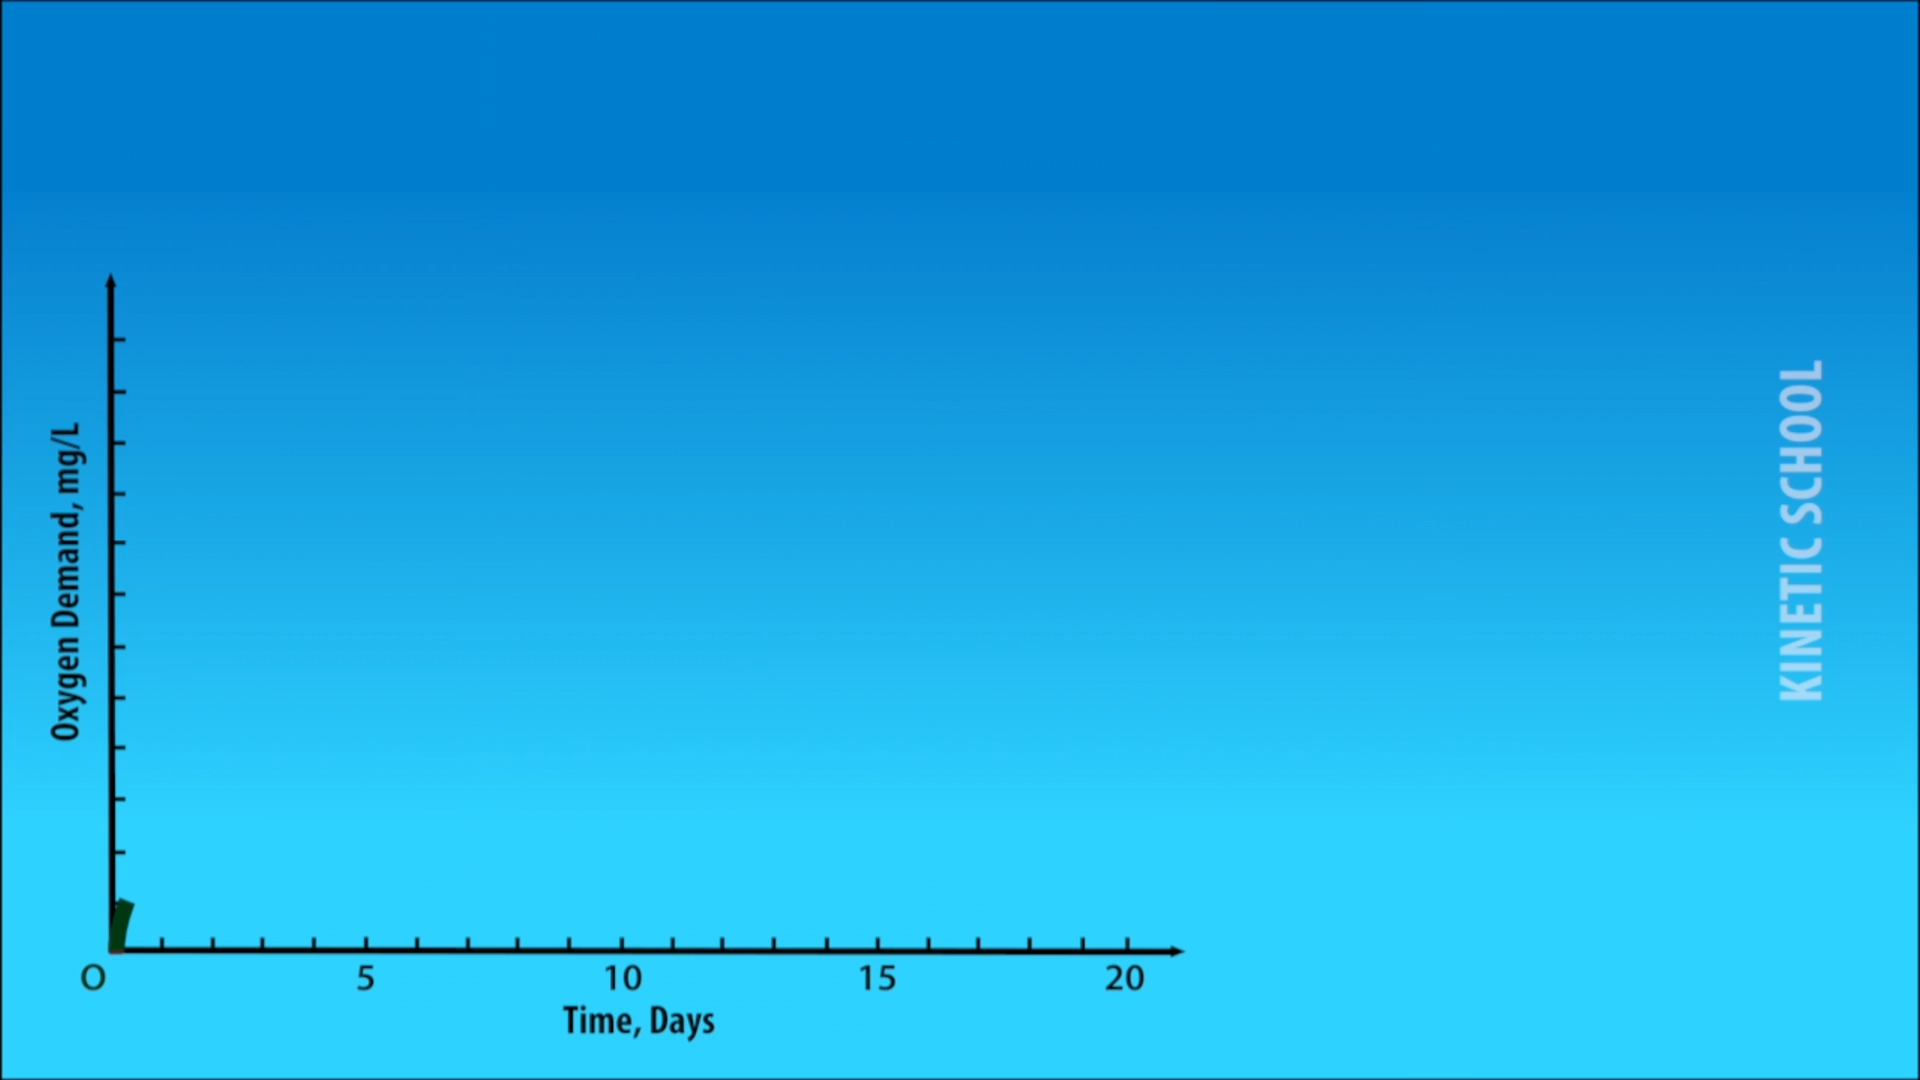 Oxygen Demand, mg/L
KINETIC SCHOOL
O 5 10 15 20
Time, Days